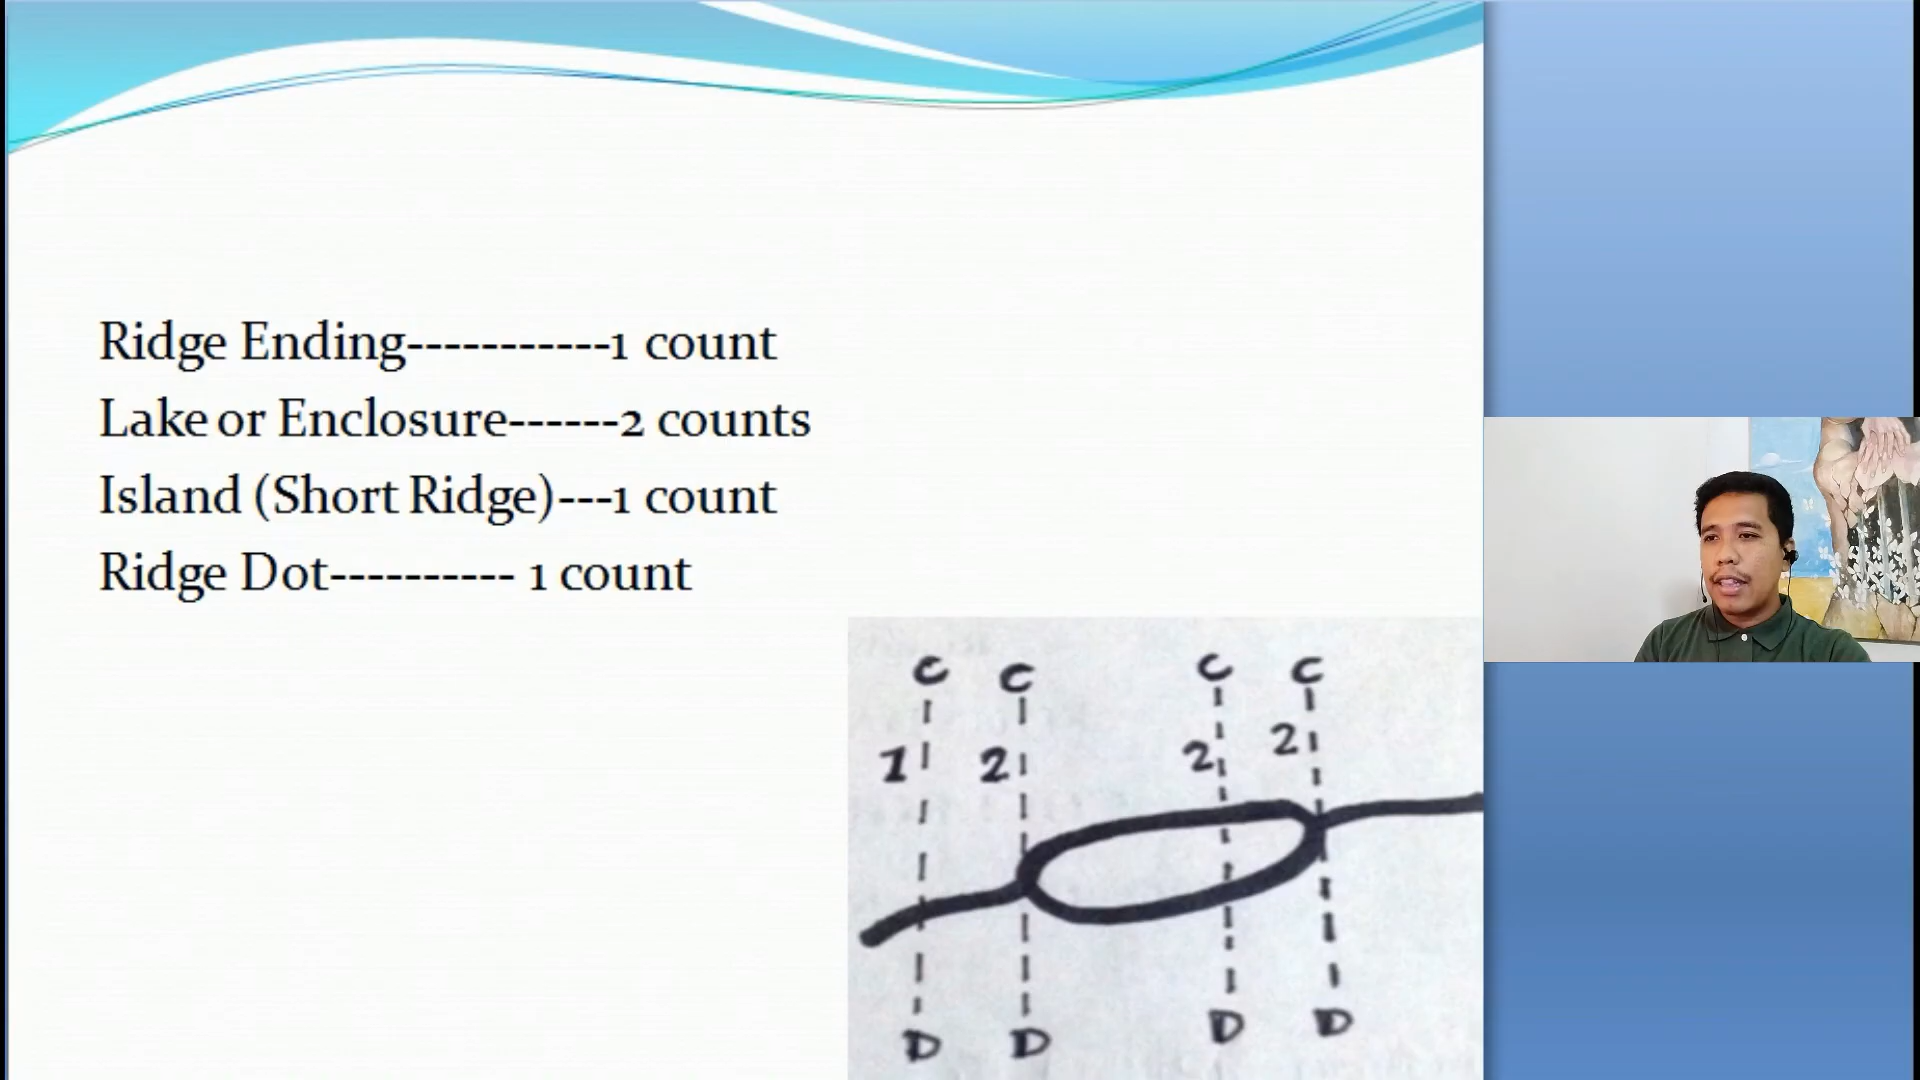 Ridge Ending-----------1 count
Lake or Enclosure------2 counts
Island (Short Ridge)---1 count
Ridge Dot---------- 1 count
C C C C
1 2 2 2
D D D D